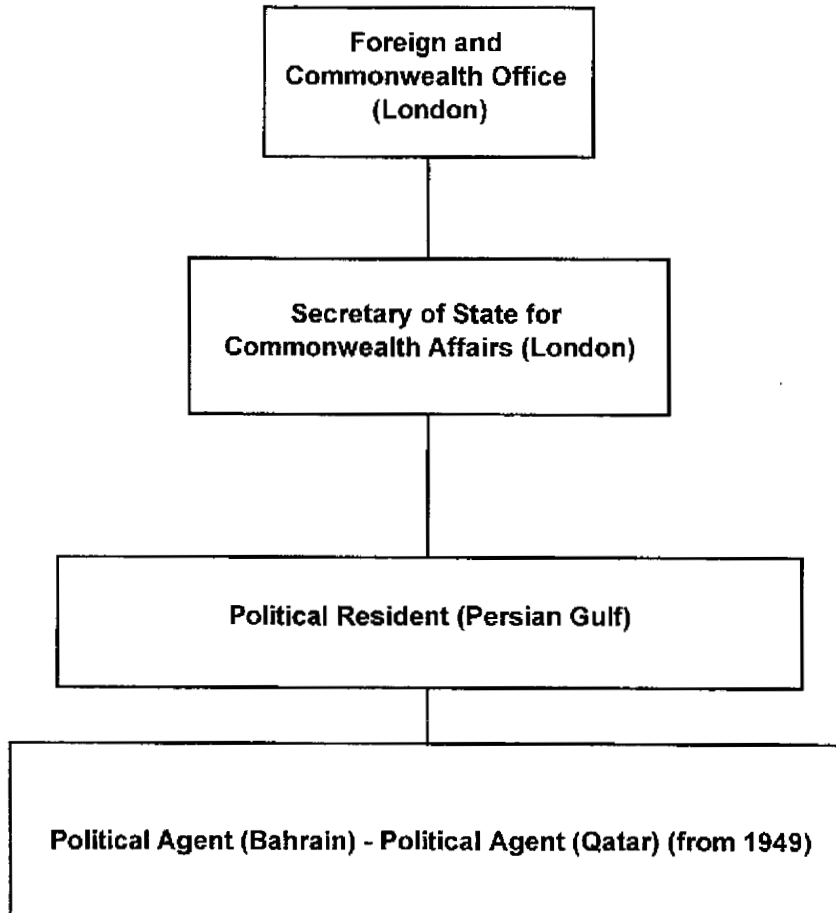 Foreign and
Commonwealth Office
(London)
Secretary of State for
Commonwealth Affairs (London)
Political Resident (Persian Gulf)
Political Agent (Bahrain) - Political Agent (Qatar) (from 1949)